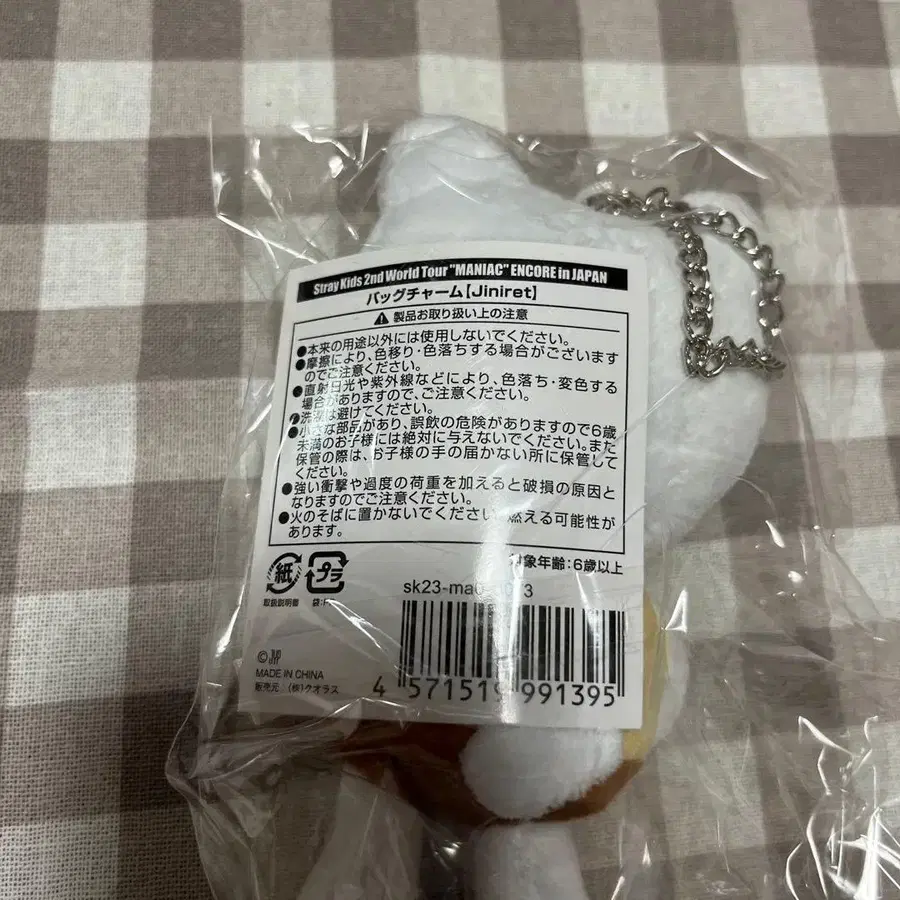 Stray Kids 2nd World Tour "MANIAC" ENCORE in JAPAN
バッグチャーム【Jiniret】
⚠製品お取り扱い上の注意
●本来の用途以外には使用しないでください。
●摩擦により、色移り・色落ちする場合がございます
のでご注意ください。
●直射日光や紫外線などにより、色落ち・変色する
場合がありますので、ご注意ください。
●洗濯は避けてください。
●小さな部品があり、誤飲の危険がありますので6歳
未満のお子様には絶対に与えないでください。また
保管の際は、お子様の手の届かない所に保管して
ください。
●強い衝撃や過度の荷重を加えると破損の原因と
なりますのでご注意ください。
●火のそばに置かないでください。燃える可能性が
あります。
対象年齢:6歳以上
紙 プラ
取扱説明書 袋:
sk23-ma
© JYP
MADE IN CHINA
販売元 (株)クオラス
4 571519 991395